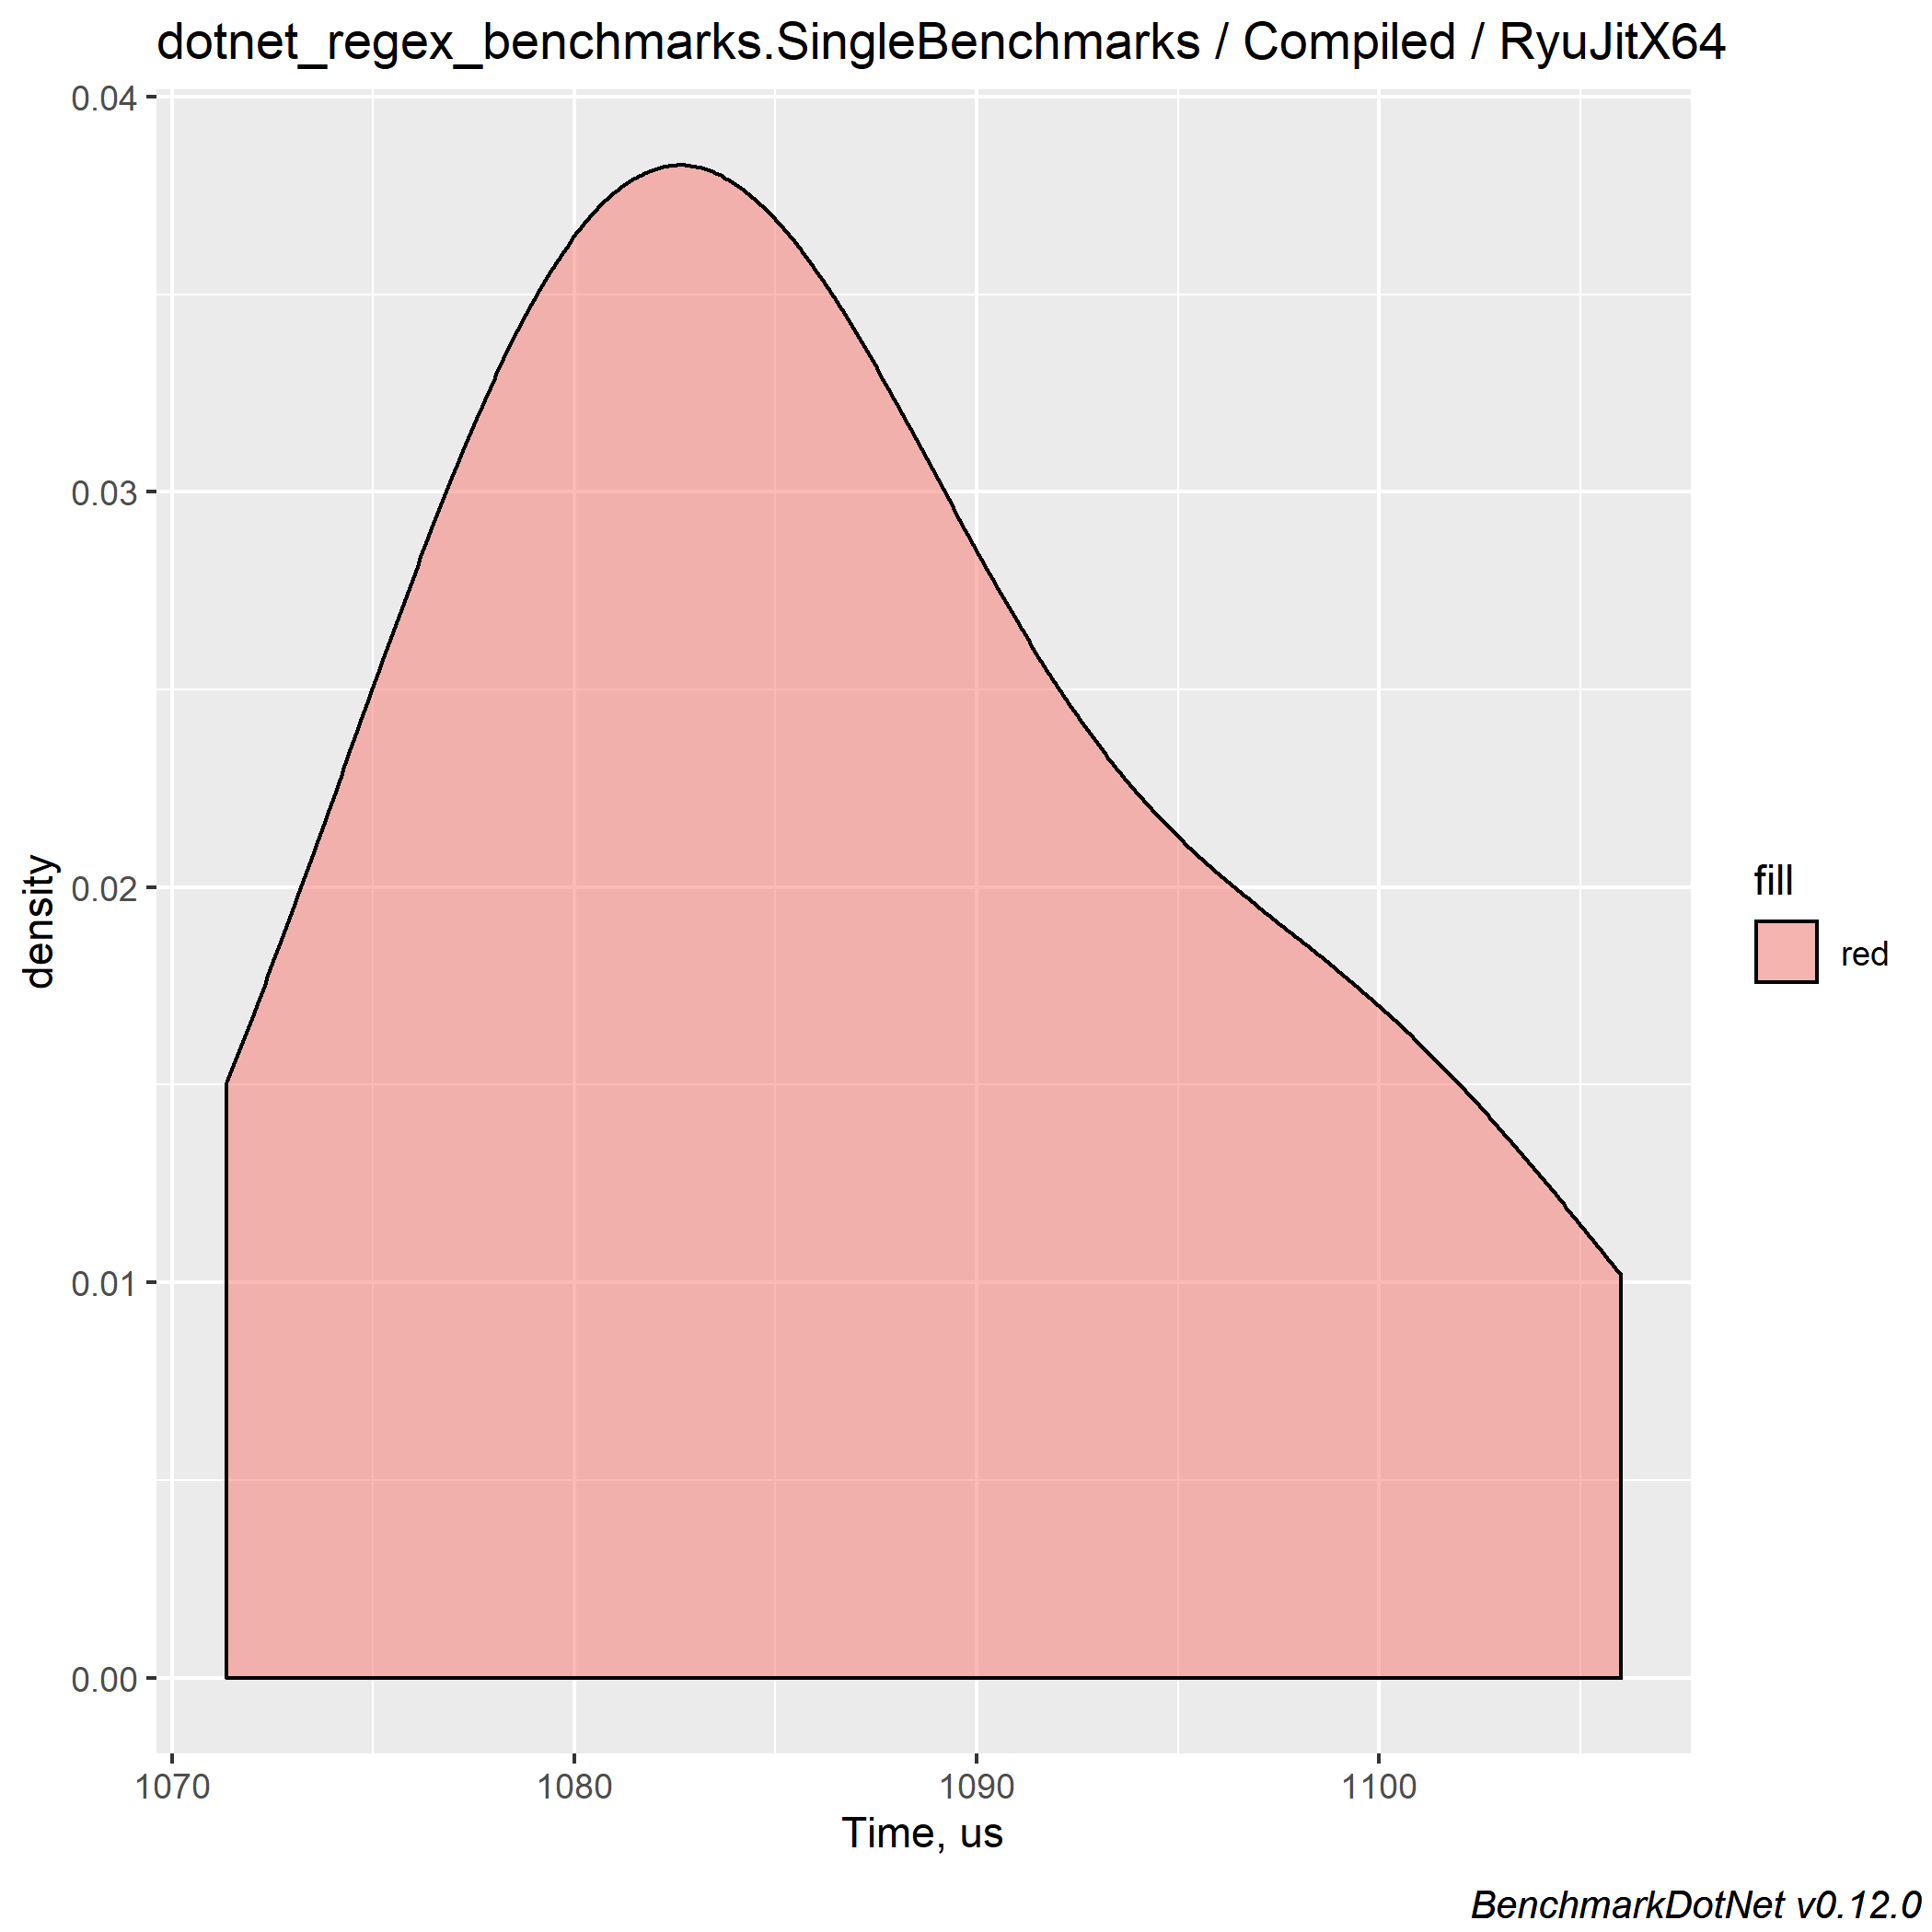 dotnet_regex_benchmarks.SingleBenchmarks / Compiled / RyuJitX64
0.04
0.03
0.02
0.01
0.00
density
1070 1080 1090 1100
Time, us
fill
red
BenchmarkDotNet v0.12.0